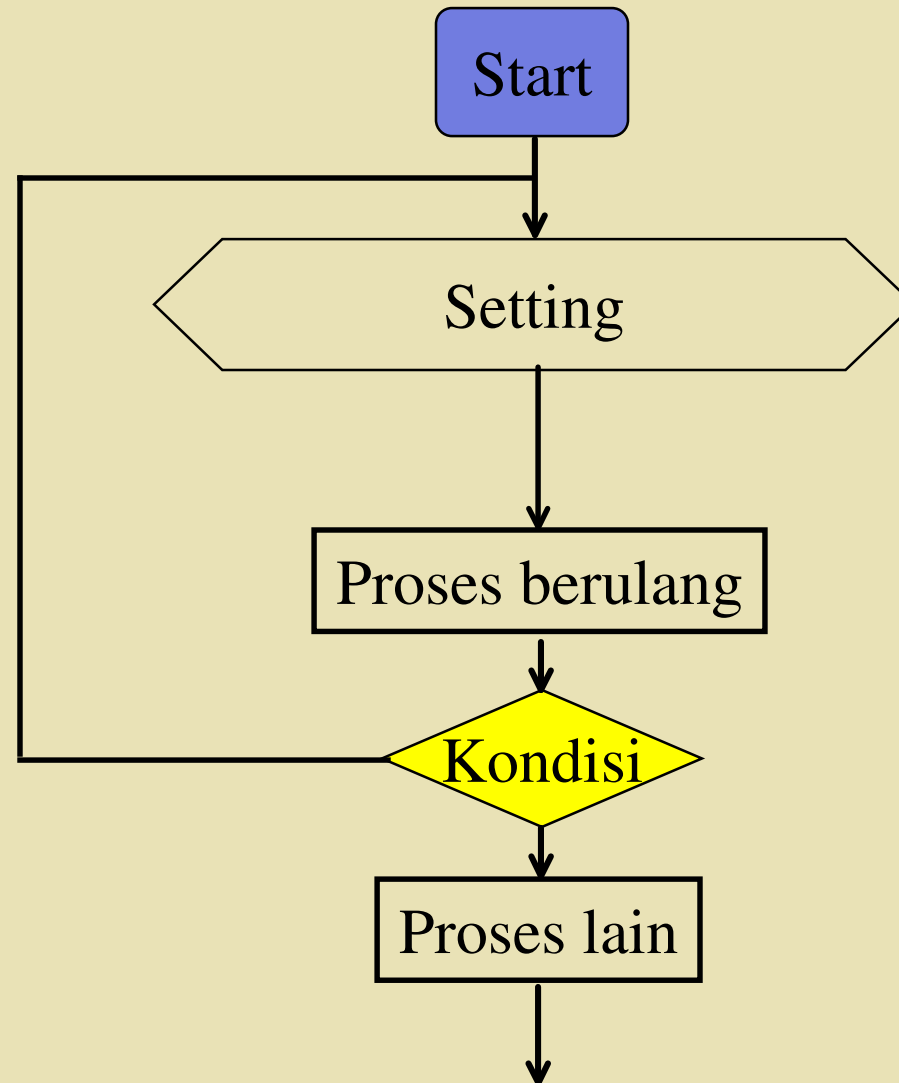 Start
Setting
Proses berulang
Kondisi
Proses lain